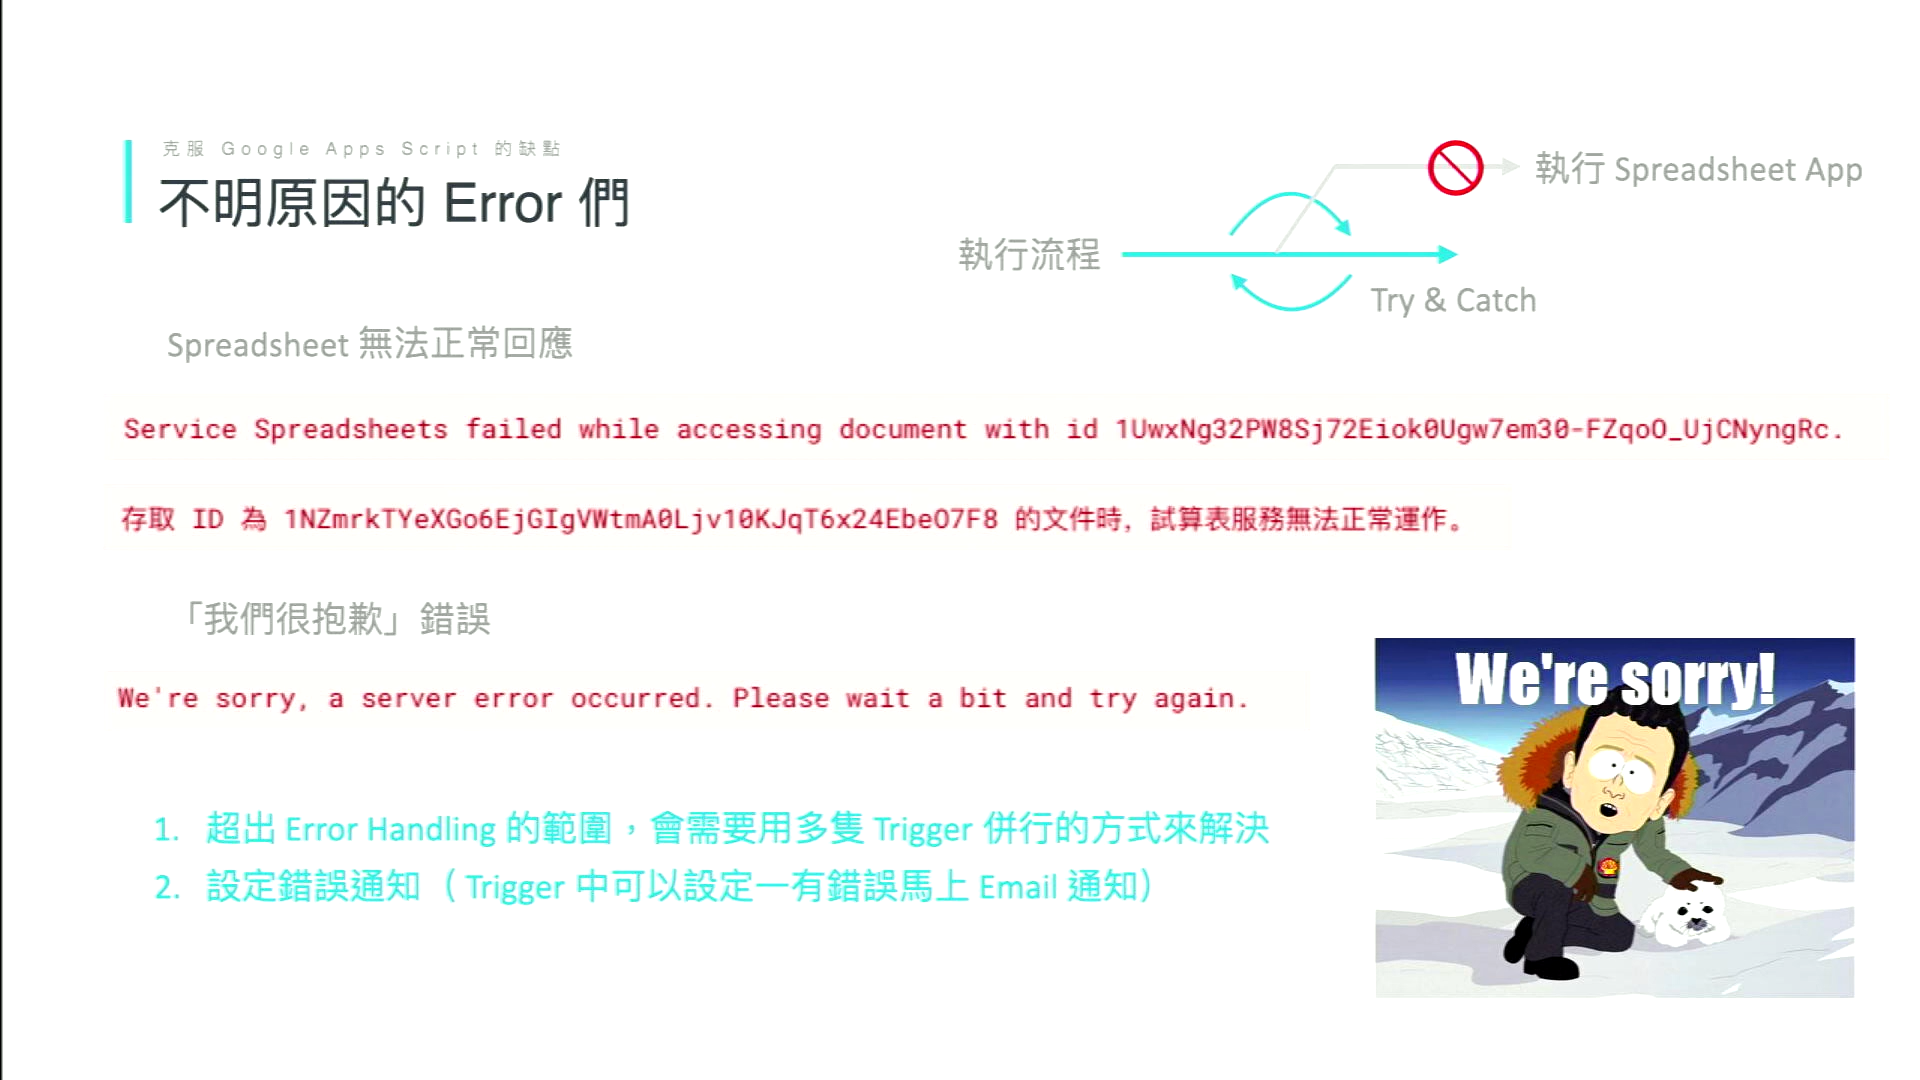 克服 Google Apps Script 的缺點
不明原因的 Error 們
執行 Spreadsheet App
執行流程
Try & Catch
Spreadsheet 無法正常回應
Service Spreadsheets failed while accessing document with id 1UwxNg32PW8Sj72Eiok0Ugw7em30-FZqoO_UjCNyngRc.
存取 ID 為 1NZmrkTYeXGo6EjGIgVWtmA0Ljv10KJqT6x24EbeO7F8 的文件時，試算表服務無法正常運作。
「我們很抱歉」錯誤
We're sorry, a server error occurred. Please wait a bit and try again.
We're sorry!
1. 超出 Error Handling 的範圍，會需要用多隻 Trigger 併行的方式來解決
2. 設定錯誤通知（Trigger 中可以設定一有錯誤馬上 Email 通知）